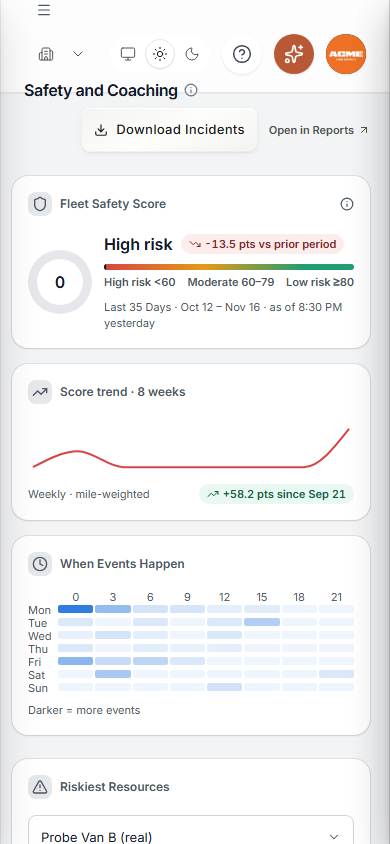 ACME
Safety and Coaching
Download Incidents
Open in Reports
Fleet Safety Score
0
High risk
-13.5 pts vs prior period
High risk <60 Moderate 60–79 Low risk ≥80
Last 35 Days · Oct 12 – Nov 16 · as of 8:30 PM
yesterday
Score trend · 8 weeks
Weekly · mile-weighted
+58.2 pts since Sep 21
When Events Happen
0 3 6 9 12 15 18 21
Mon
Tue
Wed
Thu
Fri
Sat
Sun
Darker = more events
Riskiest Resources
Probe Van B (real)